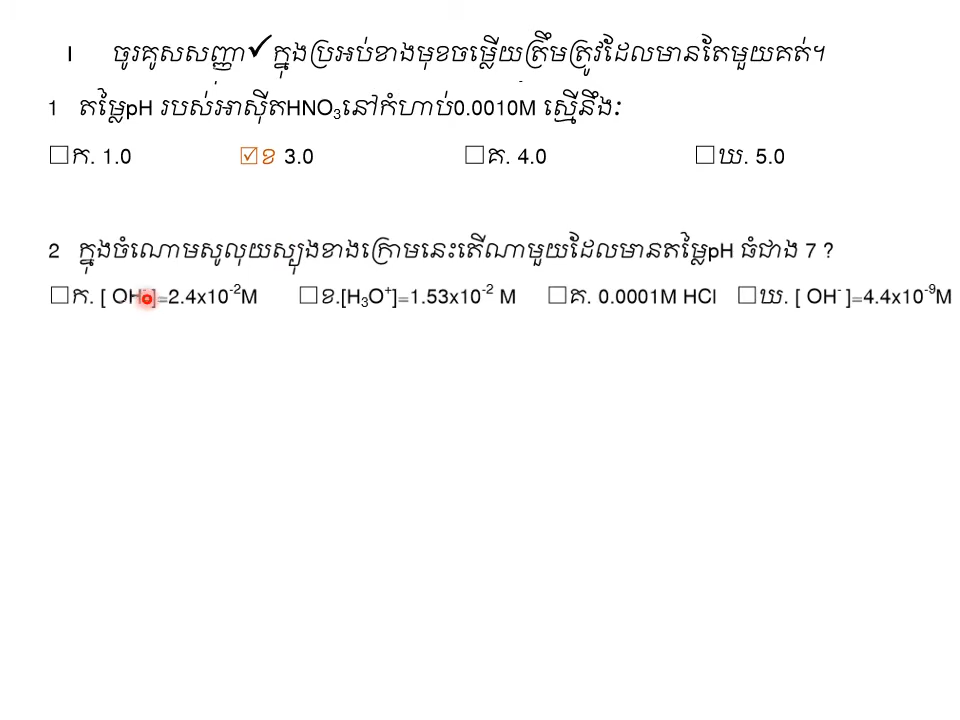 I ចូរគូសសញ្ញា✓ក្នុងប្រអប់ខាងមុខចម្លើយត្រឹមត្រូវដែលមានតែមួយគត់។
1 តម្លៃpH របស់អាស៊ីតHNO₃នៅកំហាប់0.0010M ស្មើនឹង:
☐ក. 1.0 ☑ខ 3.0 ☐គ. 4.0 ☐ឃ. 5.0
2 ក្នុងចំណោមសូលុយស្យុងខាងក្រោមនេះតើណាមួយដែលមានតម្លៃpH ធំជាង 7 ?
☐ក. [ OH⁻]=2.4x10⁻²M ☐ខ.[H₃O⁺]=1.53x10⁻² M ☐គ. 0.0001M HCl ☐ឃ. [ OH⁻ ]=4.4x10⁻⁹M